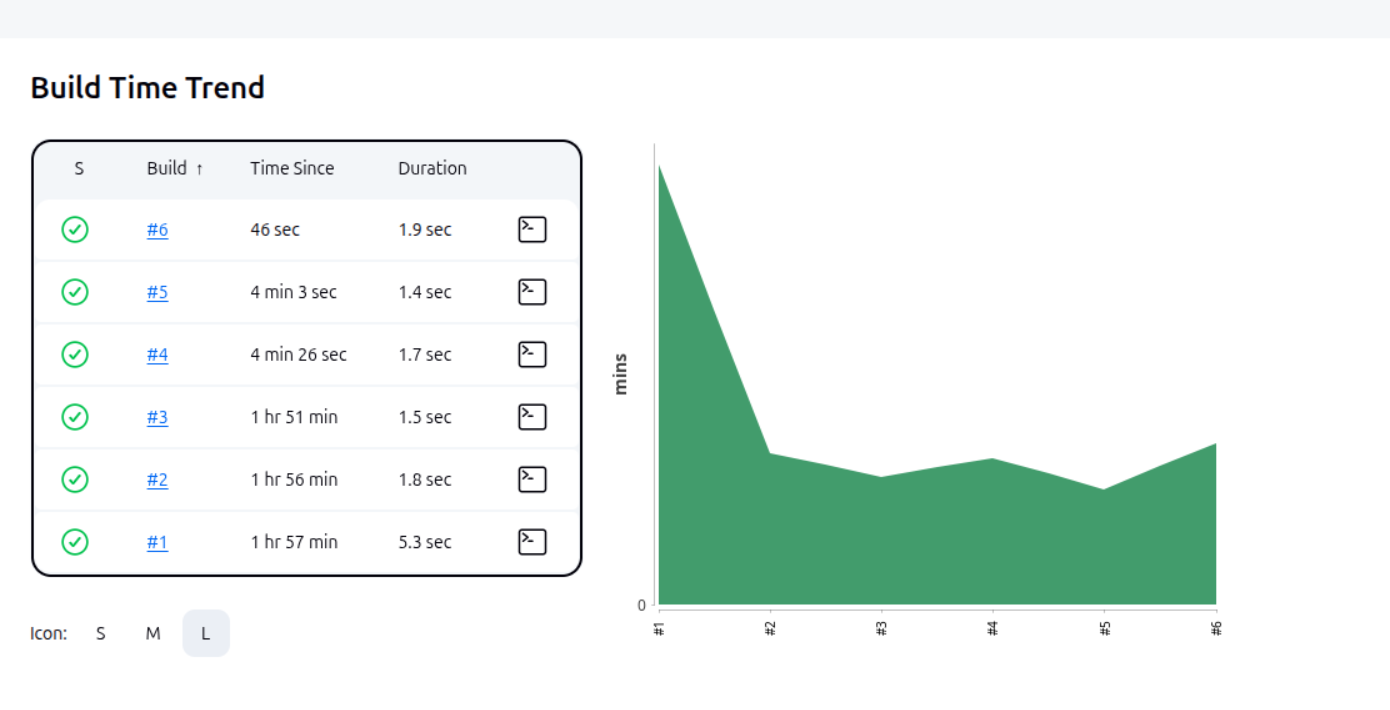 Build Time Trend
S Build ↑ Time Since Duration
#6 46 sec 1.9 sec
#5 4 min 3 sec 1.4 sec
#4 4 min 26 sec 1.7 sec
#3 1 hr 51 min 1.5 sec
#2 1 hr 56 min 1.8 sec
#1 1 hr 57 min 5.3 sec
Icon: S M L
mins
0
#1 #2 #3 #4 #5 #6